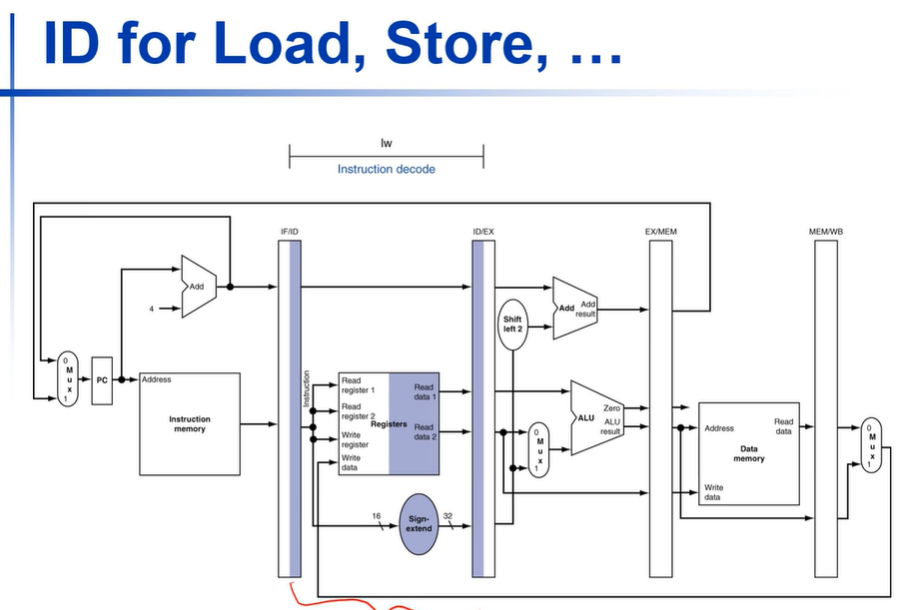 ID for Load, Store, …
lw
Instruction decode
IF/ID
ID/EX
EX/MEM
MEM/WB
Add
4
Shift
left 2
Add
Add
result
0
M
u
x
1
PC
Address
Instruction
memory
Instruction
Read
register 1
Read
register 2
Write
register
Write
data
Registers
Read
data 1
Read
data 2
16
Sign-
extend
32
0
M
u
x
1
ALU
Zero
ALU
result
Address
Read
data
Data
memory
Write
data
0
M
u
x
1